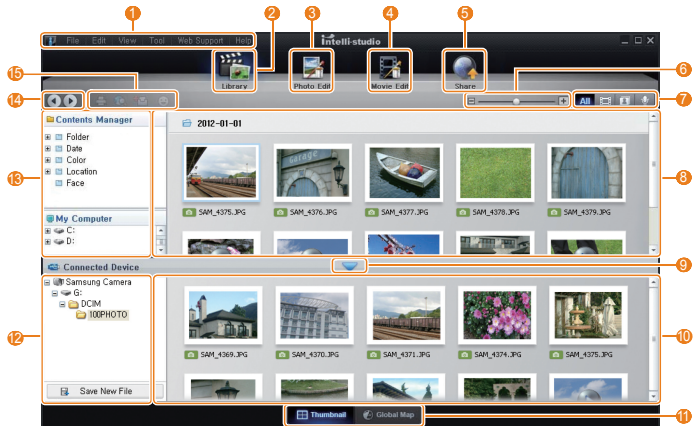 1 2 3 4 5
File Edit View Tool Web Support Help
intelli-studio
Library Photo Edit Movie Edit Share
6
15
14
7
All
Contents Manager
2012-01-01
Folder
Date
Color
Location
Face
13
8
SAM_4375.JPG SAM_4376.JPG SAM_4377.JPG SAM_4378.JPG SAM_4379.JPG
My Computer
C:
D:
Connected Device
9
Samsung Camera
G:
DCIM
100PHOTO
12
10
SAM_4369.JPG SAM_4370.JPG SAM_4371.JPG SAM_4374.JPG SAM_4375.JPG
Save New File
Thumbnail Global Map
11